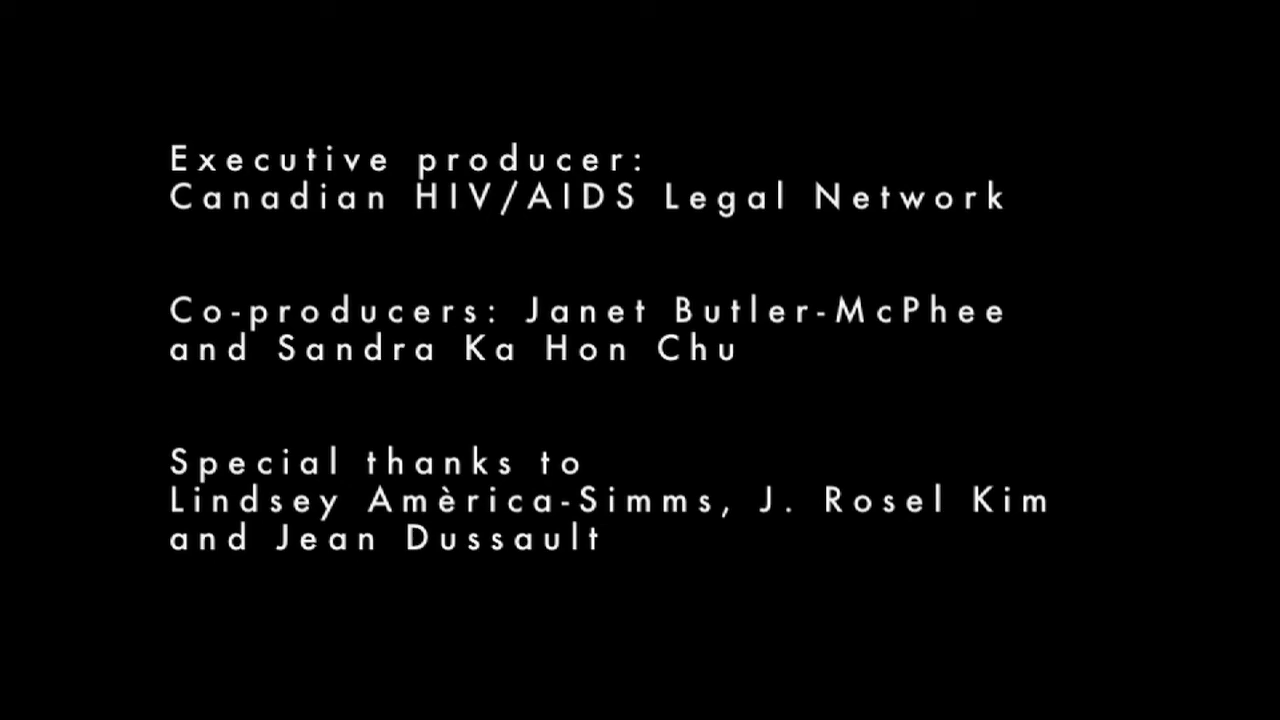 Executive producer:
Canadian HIV/AIDS Legal Network
Co-producers: Janet Butler-McPhee
and Sandra Ka Hon Chu
Special thanks to
Lindsey Amèrica-Simms, J. Rosel Kim
and Jean Dussault